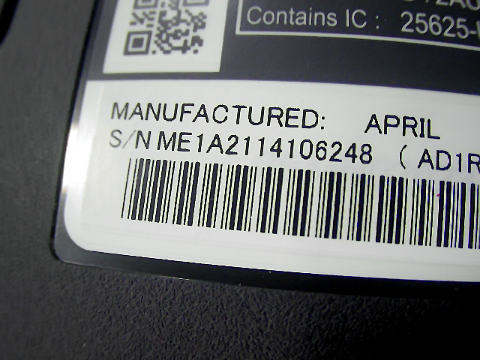 Contains IC : 25625-
MANUFACTURED: APRIL
S/N ME1A2114106248 ( AD1R